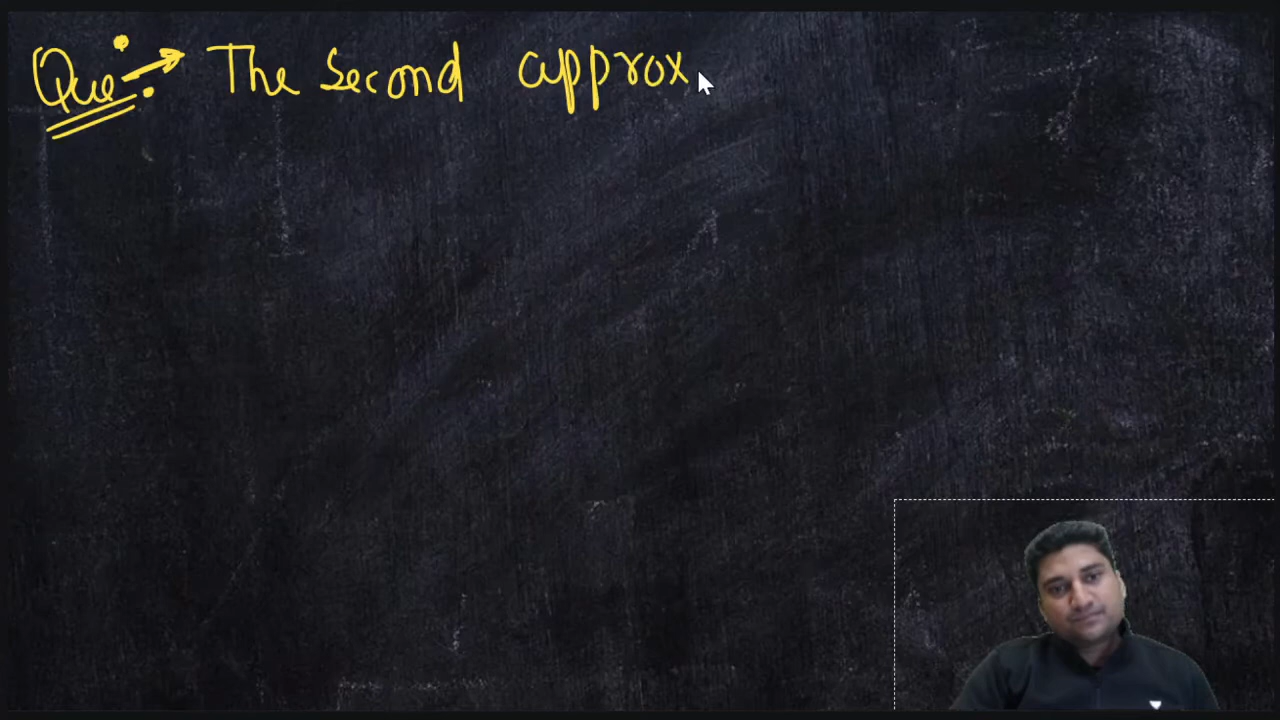 Que :→ The Second approx